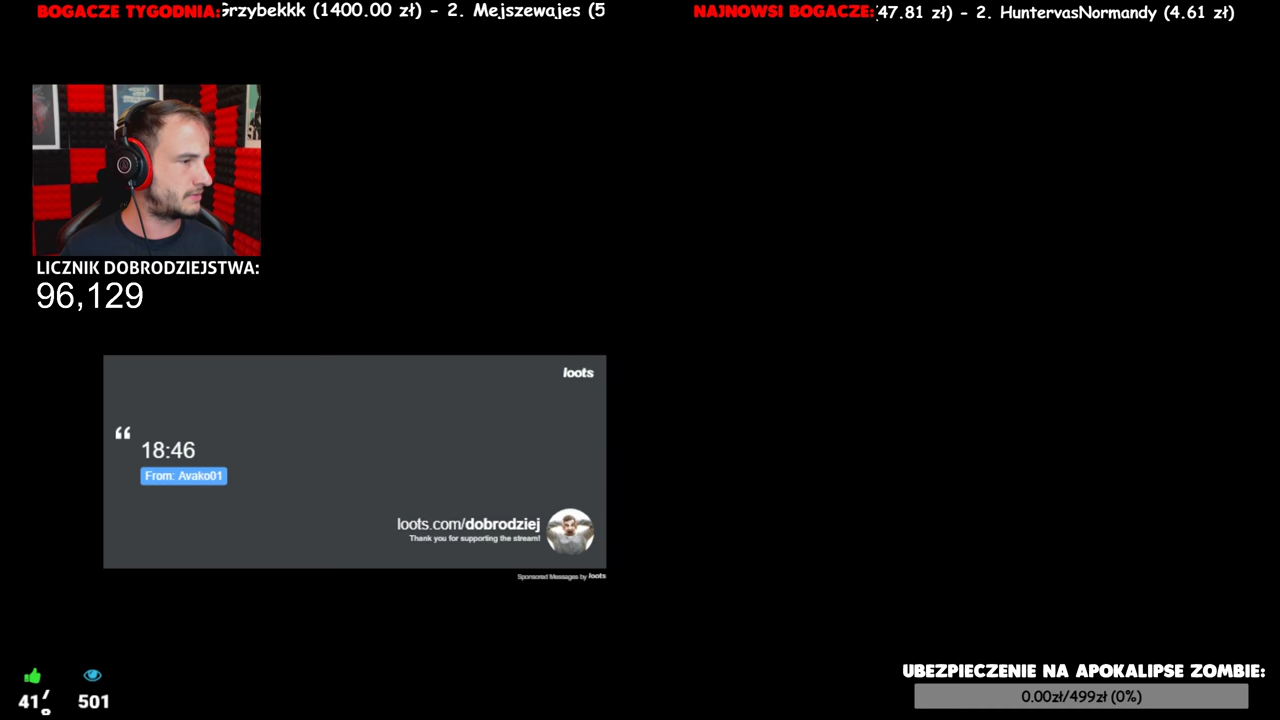 BOGACZE TYGODNIA: Grzybekkk (1400.00 zł) - 2. Mejszewajes (5
NAJNOWSI BOGACZE: 47.81 zł) - 2. HuntervasNormandy (4.61 zł)
LICZNIK DOBRODZIEJSTWA:
96,129
loots
“
18:46
From: Avako01
loots.com/dobrodziej
Thank you for supporting the stream!
Sponsored Messages by loots
41
501
UBEZPIECZENIE NA APOKALIPSE ZOMBIE:
0.00zł/499zł (0%)